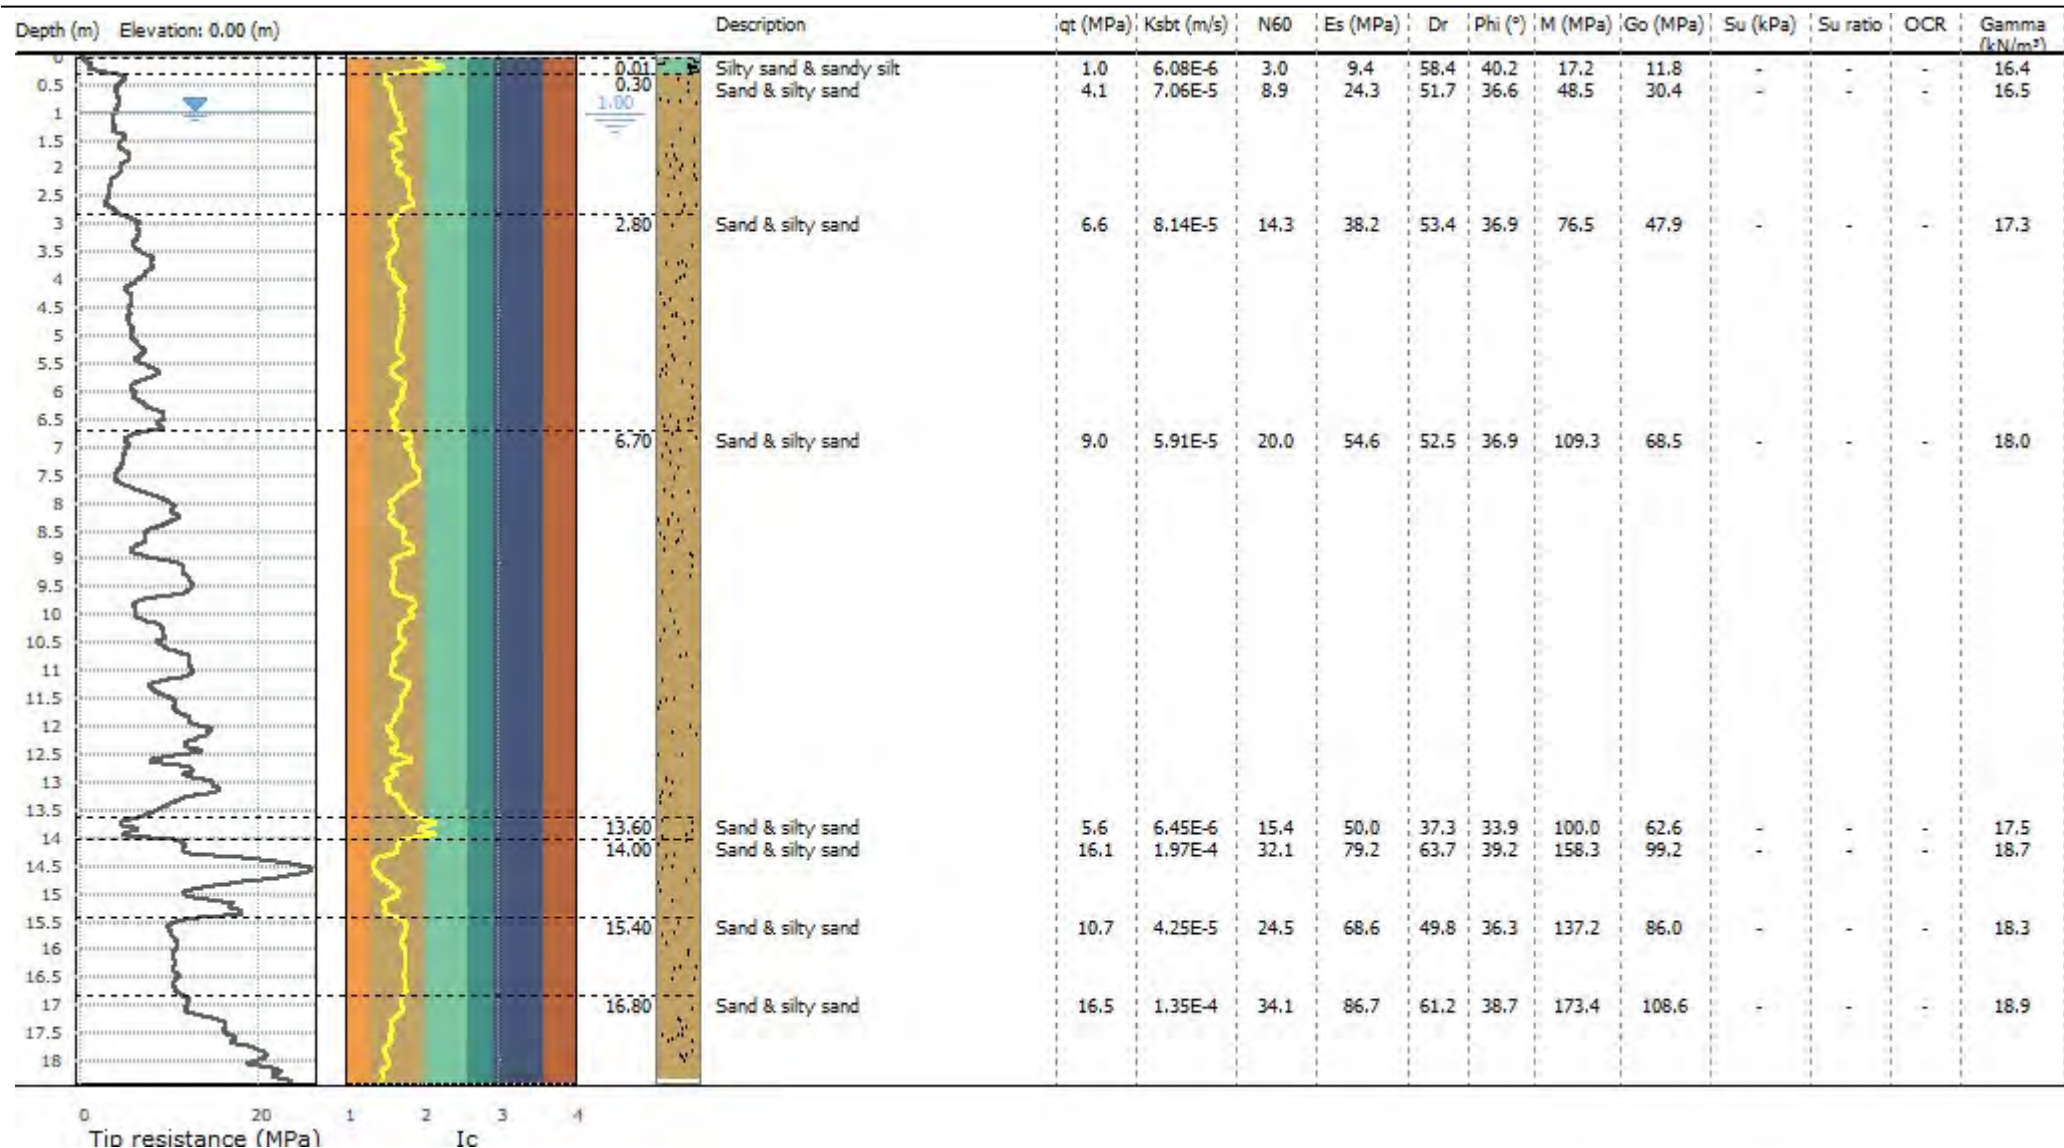 Depth (m) Elevation: 0.00 (m) Description qt (MPa) Ksbt (m/s) N60 Es (MPa) Dr Phi (°) M (MPa) Go (MPa) Su (kPa) Su ratio OCR Gamma (kN/m³)
0
0.01 Silty sand & sandy silt 1.0 6.08E-6 3.0 9.4 58.4 40.2 17.2 11.8 - - - 16.4
0.5 0.30 Sand & silty sand 4.1 7.06E-5 8.9 24.3 51.7 36.6 48.5 30.4 - - - 16.5
1 1.00
1.5
2
2.5
3 2.80 Sand & silty sand 6.6 8.14E-5 14.3 38.2 53.4 36.9 76.5 47.9 - - - 17.3
3.5
4
4.5
5
5.5
6
6.5
7 6.70 Sand & silty sand 9.0 5.91E-5 20.0 54.6 52.5 36.9 109.3 68.5 - - - 18.0
7.5
8
8.5
9
9.5
10
10.5
11
11.5
12
12.5
13
13.5
13.60 Sand & silty sand 5.6 6.45E-6 15.4 50.0 37.3 33.9 100.0 62.6 - - - 17.5
14 14.00 Sand & silty sand 16.1 1.97E-4 32.1 79.2 63.7 39.2 158.3 99.2 - - - 18.7
14.5
15
15.5 15.40 Sand & silty sand 10.7 4.25E-5 24.5 68.6 49.8 36.3 137.2 86.0 - - - 18.3
16
16.5
17 16.80 Sand & silty sand 16.5 1.35E-4 34.1 86.7 61.2 38.7 173.4 108.6 - - - 18.9
17.5
18
0 20 1 2 3 4
Tip resistance (MPa) Ic